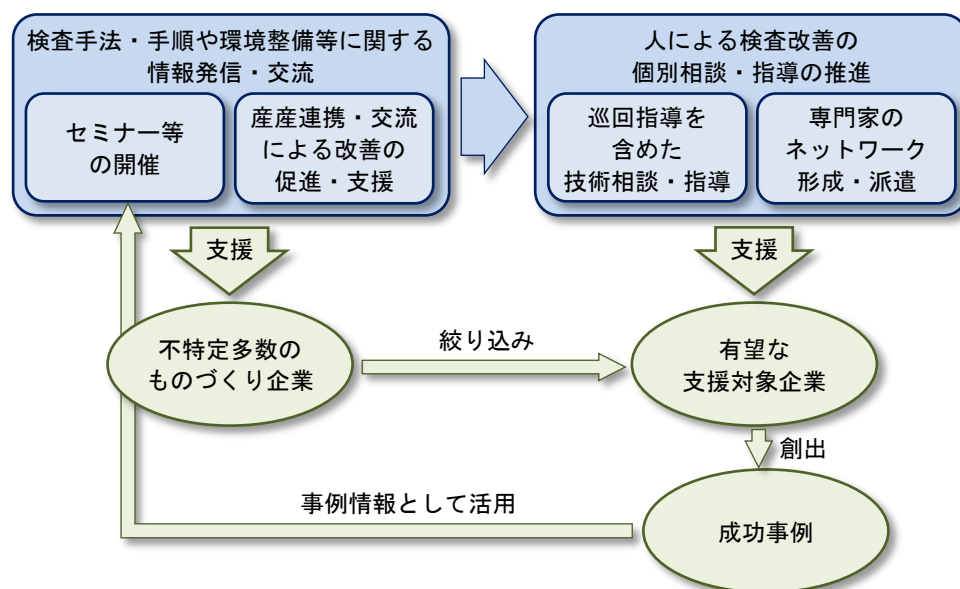 検査手法・手順や環境整備等に関する
情報発信・交流
セミナー等
の開催
産産連携・交流
による改善の
促進・支援
人による検査改善の
個別相談・指導の推進
巡回指導を
含めた
技術相談・指導
専門家の
ネットワーク
形成・派遣
支援
支援
不特定多数の
ものづくり企業
絞り込み
有望な
支援対象企業
創出
事例情報として活用
成功事例